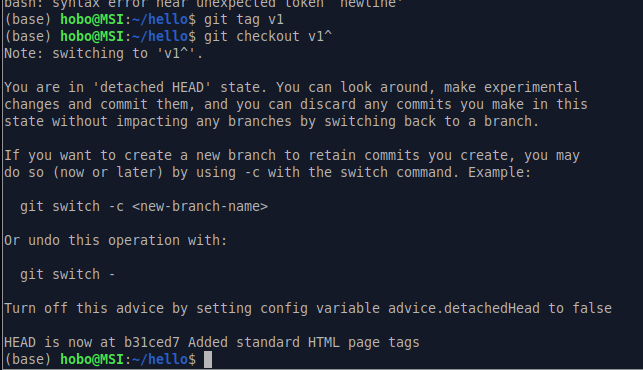 bash: syntax error near unexpected token `newline'
(base) hobo@MSI:~/hello$ git tag v1
(base) hobo@MSI:~/hello$ git checkout v1^
Note: switching to 'v1^'.
You are in 'detached HEAD' state. You can look around, make experimental
changes and commit them, and you can discard any commits you make in this
state without impacting any branches by switching back to a branch.
If you want to create a new branch to retain commits you create, you may
do so (now or later) by using -c with the switch command. Example:
git switch -c <new-branch-name>
Or undo this operation with:
git switch -
Turn off this advice by setting config variable advice.detachedHead to false
HEAD is now at b31ced7 Added standard HTML page tags
(base) hobo@MSI:~/hello$